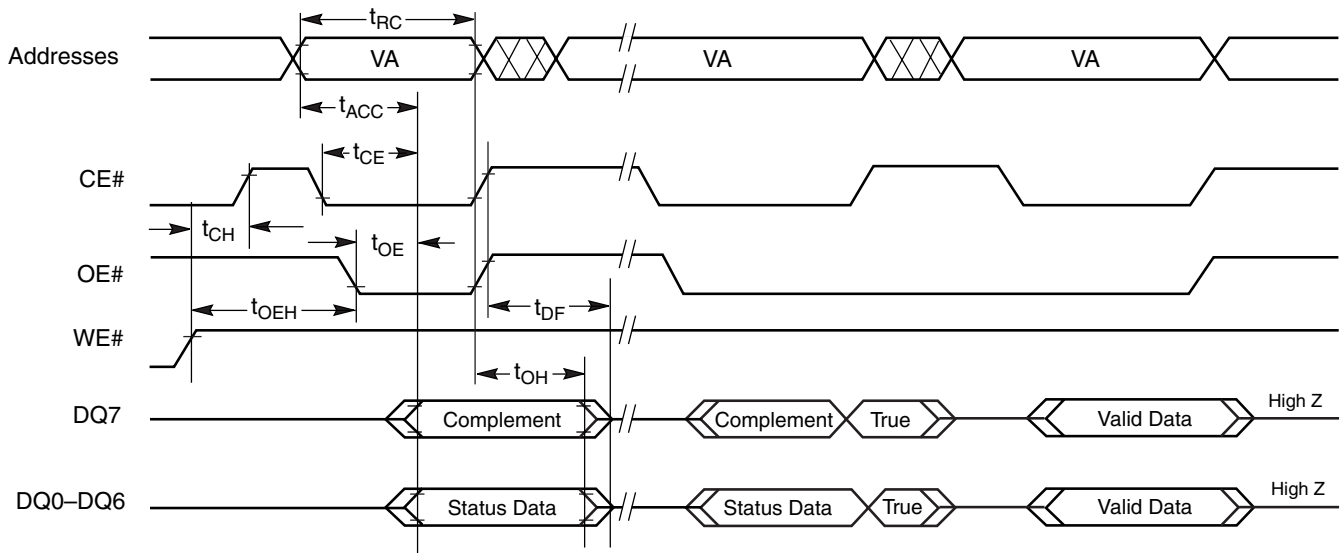 tRC
Addresses VA VA VA
tACC
tCE
CE#
tCH tOE
OE#
tOEH tDF
WE#
tOH
DQ7 Complement Complement True Valid Data High Z
DQ0–DQ6 Status Data Status Data True Valid Data High Z